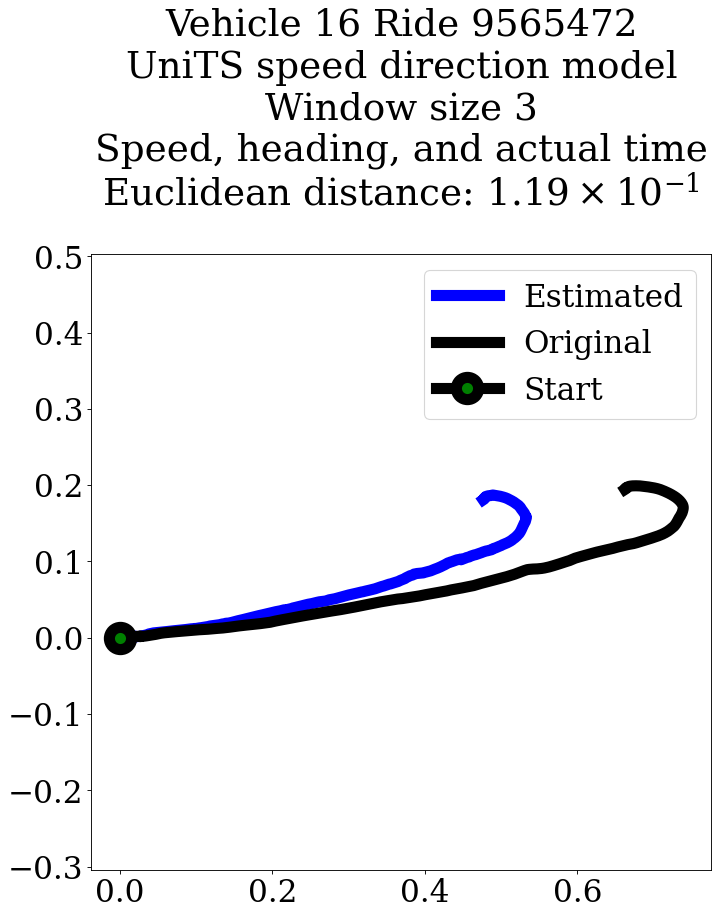 Vehicle 16 Ride 9565472
UniTS speed direction model
Window size 3
Speed, heading, and actual time
Euclidean distance: 1.19 × 10⁻¹
Estimated
Original
Start
0.5
0.4
0.3
0.2
0.1
0.0
−0.1
−0.2
−0.3
0.0 0.2 0.4 0.6